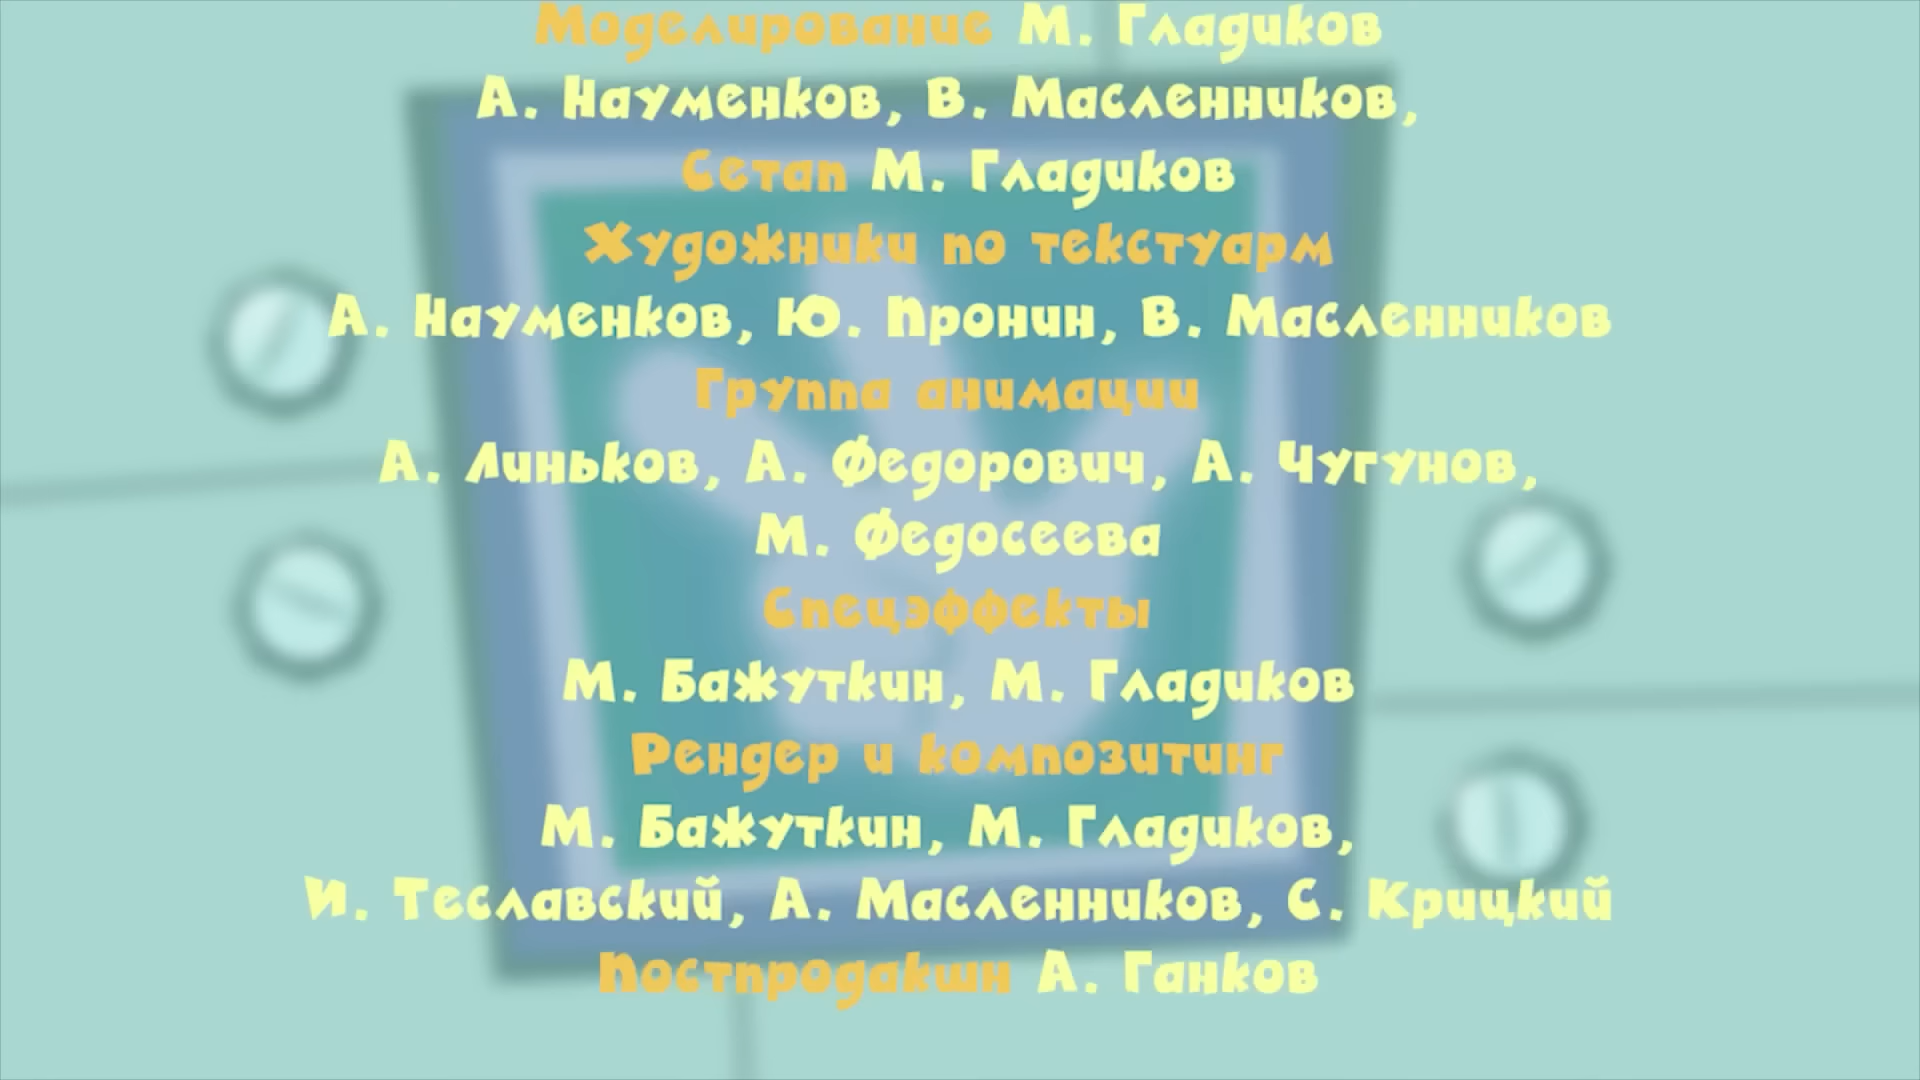 Моделирование М. Гладиков
А. Науменков, В. Масленников,
Сетап М. Гладиков
Художники по текстуарм
А. Науменков, Ю. Пронин, В. Масленников
Группа анимации
А. Линьков, А. Федорович, А. Чугунов,
М. Федосеева
Спецэффекты
М. Бажуткин, М. Гладиков
Рендер и композитинг
М. Бажуткин, М. Гладиков,
И. Теславский, А. Масленников, С. Крицкий
Постпродакшн А. Ганков